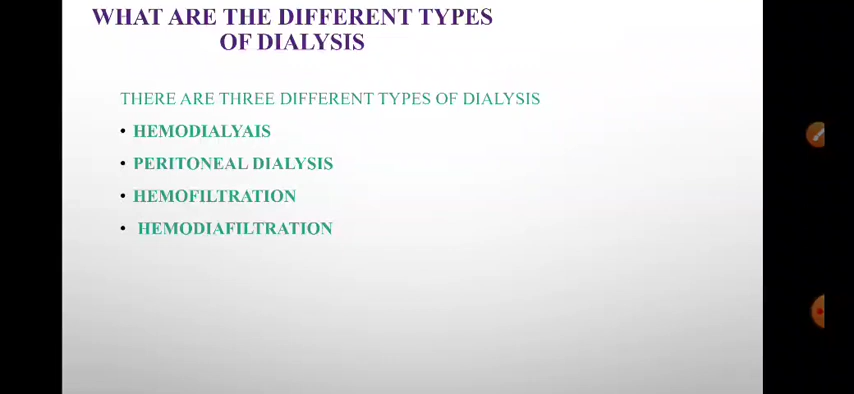 WHAT ARE THE DIFFERENT TYPES
OF DIALYSIS
THERE ARE THREE DIFFERENT TYPES OF DIALYSIS
• HEMODIALYAIS
• PERITONEAL DIALYSIS
• HEMOFILTRATION
• HEMODIAFILTRATION